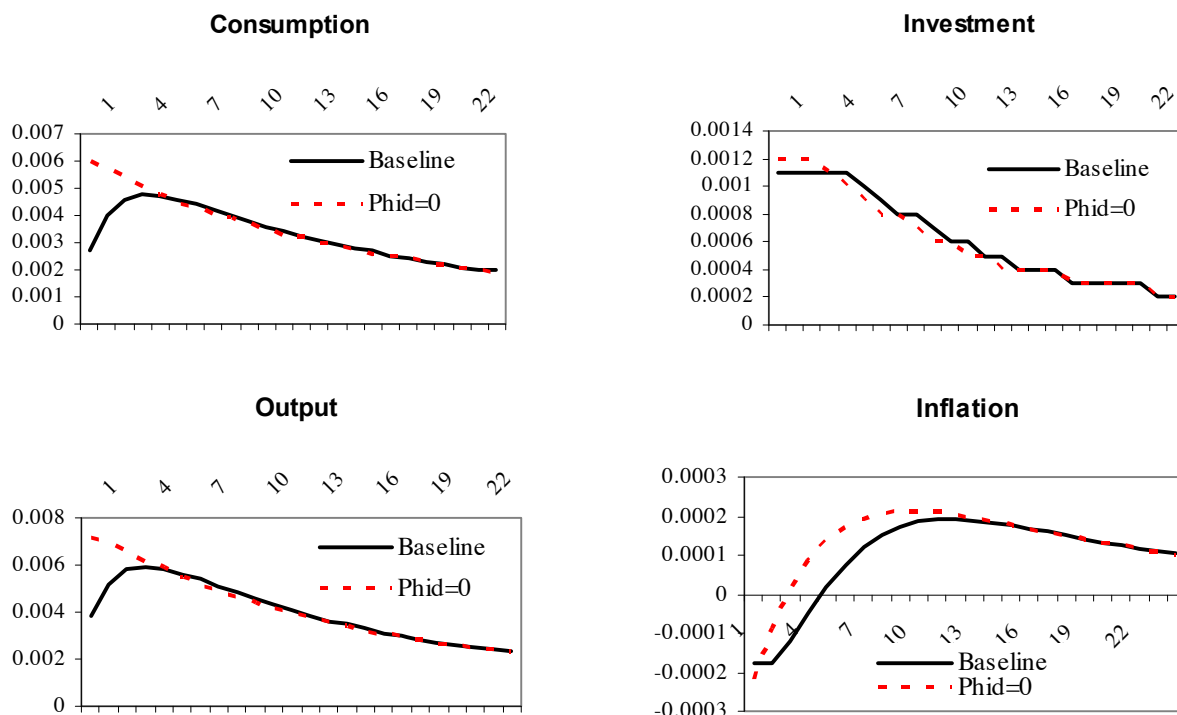 Consumption
1 4 7 10 13 16 19 22
0.007
0.006
0.005
0.004
0.003
0.002
0.001
0
Baseline
Phid=0
Investment
1 4 7 10 13 16 19 22
0.0014
0.0012
0.001
0.0008
0.0006
0.0004
0.0002
0
Baseline
Phid=0
Output
1 4 7 10 13 16 19 22
0.008
0.006
0.004
0.002
0
Baseline
Phid=0
Inflation
0.0003
0.0002
0.0001
0
-0.0001
-0.0002
-0.0003
1 4 7 10 13 16 19 22
Baseline
Phid=0